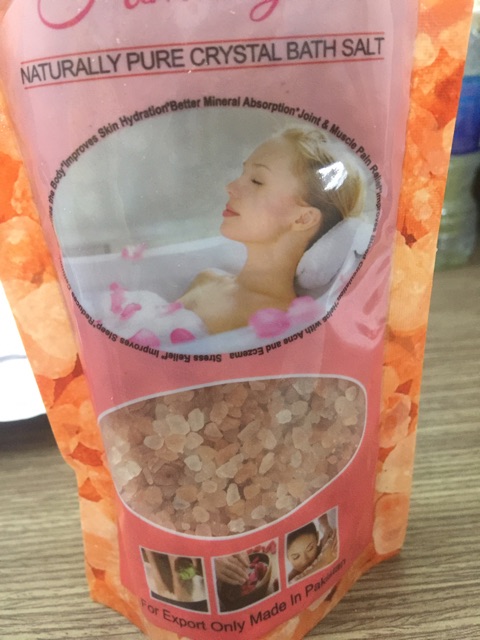 NATURALLY PURE CRYSTAL BATH SALT
Body*Improves Skin Hydration*Better Mineral Absorption*Joint & Muscle Pain Relief*
with Acne and Eczema Stress Relief* Improves Sleep*
For Export Only Made In Pakistan